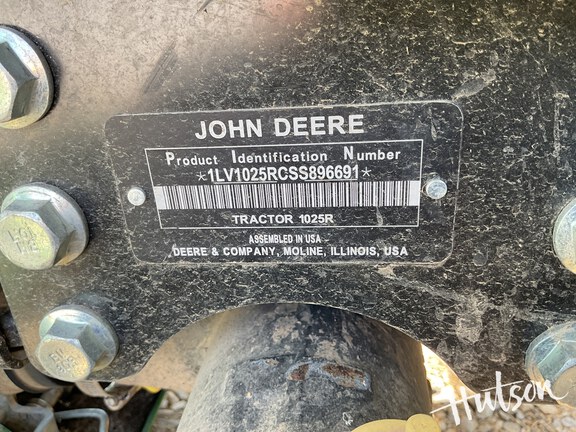 JOHN DEERE
Product Identification Number
*1LV1025RCSS896691*
TRACTOR 1025R
ASSEMBLED IN USA
DEERE & COMPANY, MOLINE, ILLINOIS, USA
Hutson